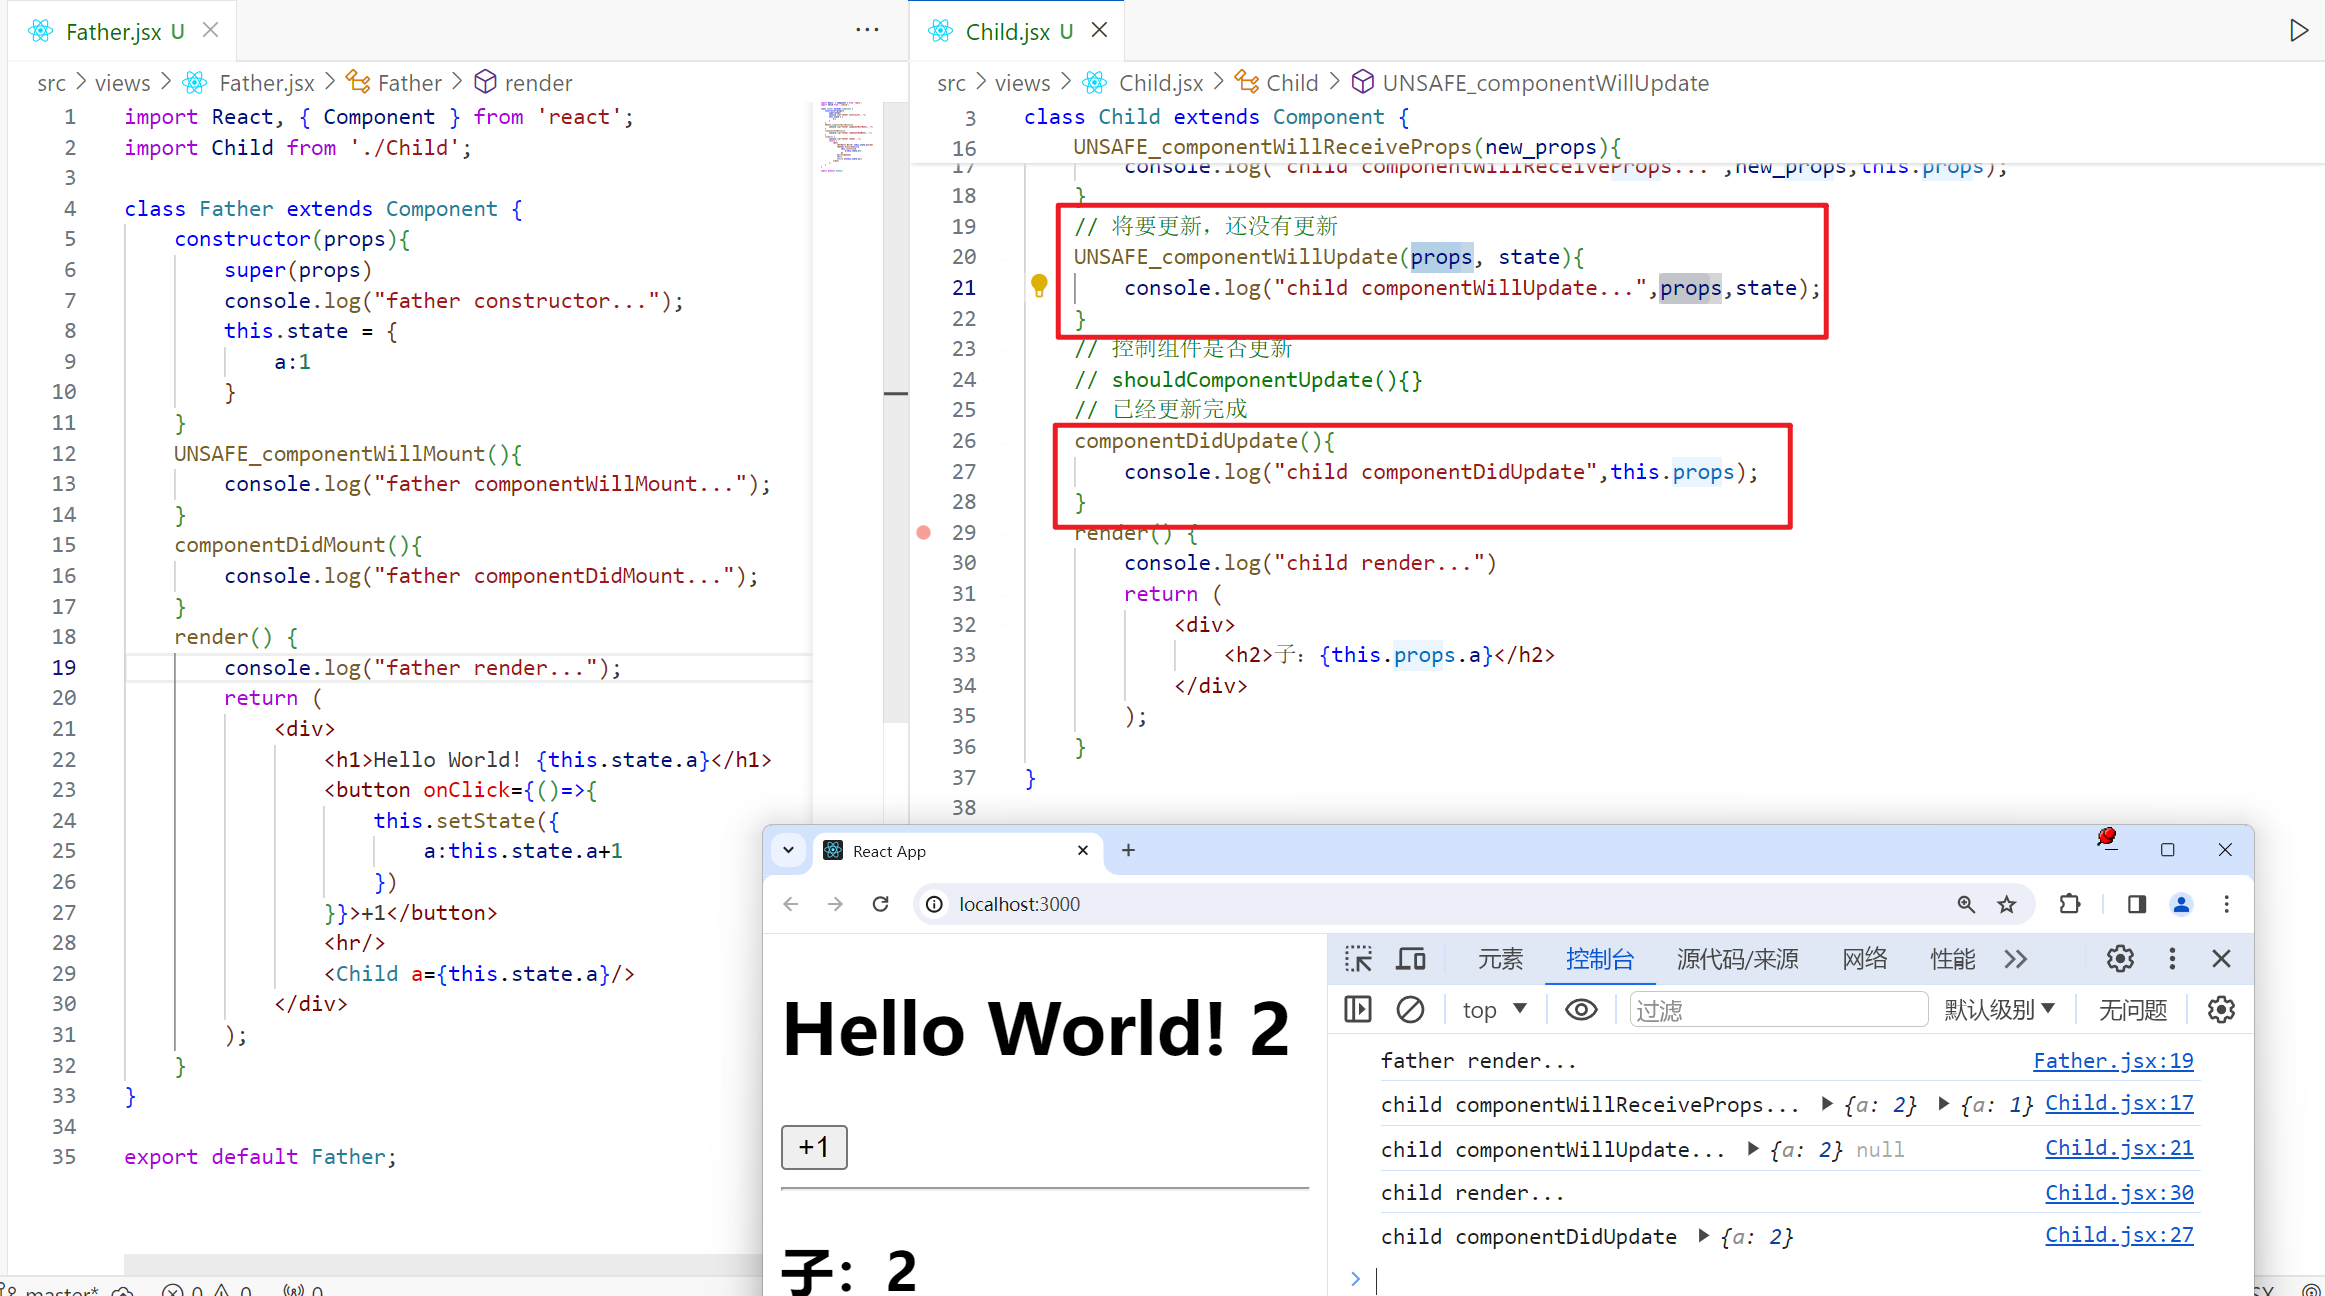 Father.jsx U
src > views > Father.jsx > Father > render
1 import React, { Component } from 'react';
2 import Child from './Child';
3
4 class Father extends Component {
5 constructor(props){
6 super(props)
7 console.log("father constructor...");
8 this.state = {
9 a:1
10 }
11 }
12 UNSAFE_componentWillMount(){
13 console.log("father componentWillMount...");
14 }
15 componentDidMount(){
16 console.log("father componentDidMount...");
17 }
18 render() {
19 console.log("father render...");
20 return (
21 <div>
22 <h1>Hello World! {this.state.a}</h1>
23 <button onClick={()=>{
24 this.setState({
25 a:this.state.a+1
26 })
27 }}>+1</button>
28 <hr/>
29 <Child a={this.state.a}/>
30 </div>
31 );
32 }
33 }
34
35 export default Father;
master* 0 0 0
Child.jsx U
src > views > Child.jsx > Child > UNSAFE_componentWillUpdate
3 class Child extends Component {
16 UNSAFE_componentWillReceiveProps(new_props){
17 console.log("child componentWillReceiveProps...",new_props,this.props);
18 }
19 // 将要更新，还没有更新
20 UNSAFE_componentWillUpdate(props, state){
21 console.log("child componentWillUpdate...",props,state);
22 }
23 // 控制组件是否更新
24 // shouldComponentUpdate(){}
25 // 已经更新完成
26 componentDidUpdate(){
27 console.log("child componentDidUpdate",this.props);
28 }
29 render() {
30 console.log("child render...")
31 return (
32 <div>
33 <h2>子：{this.props.a}</h2>
34 </div>
35 );
36 }
37 }
38
React App
localhost:3000
Hello World! 2
+1
子：2
元素 控制台 源代码/来源 网络 性能
top 过滤 默认级别 无问题
father render... Father.jsx:19
child componentWillReceiveProps... {a: 2} {a: 1} Child.jsx:17
child componentWillUpdate... {a: 2} null Child.jsx:21
child render... Child.jsx:30
child componentDidUpdate {a: 2} Child.jsx:27